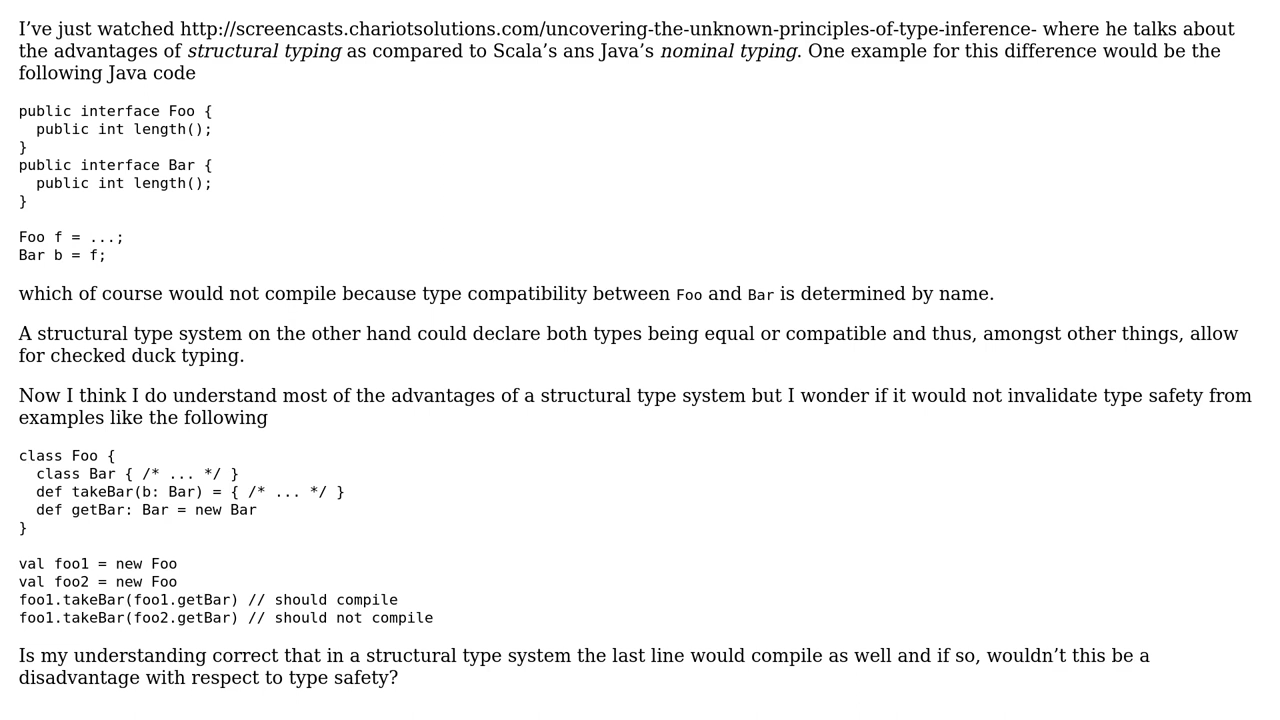 I’ve just watched http://screencasts.chariotsolutions.com/uncovering-the-unknown-principles-of-type-inference- where he talks about
the advantages of structural typing as compared to Scala’s ans Java’s nominal typing. One example for this difference would be the
following Java code
public interface Foo {
  public int length();
}
public interface Bar {
  public int length();
}
Foo f = ...;
Bar b = f;
which of course would not compile because type compatibility between Foo and Bar is determined by name.
A structural type system on the other hand could declare both types being equal or compatible and thus, amongst other things, allow
for checked duck typing.
Now I think I do understand most of the advantages of a structural type system but I wonder if it would not invalidate type safety from
examples like the following
class Foo {
  class Bar { /* ... */ }
  def takeBar(b: Bar) = { /* ... */ }
  def getBar: Bar = new Bar
}
val foo1 = new Foo
val foo2 = new Foo
foo1.takeBar(foo1.getBar) // should compile
foo1.takeBar(foo2.getBar) // should not compile
Is my understanding correct that in a structural type system the last line would compile as well and if so, wouldn’t this be a
disadvantage with respect to type safety?